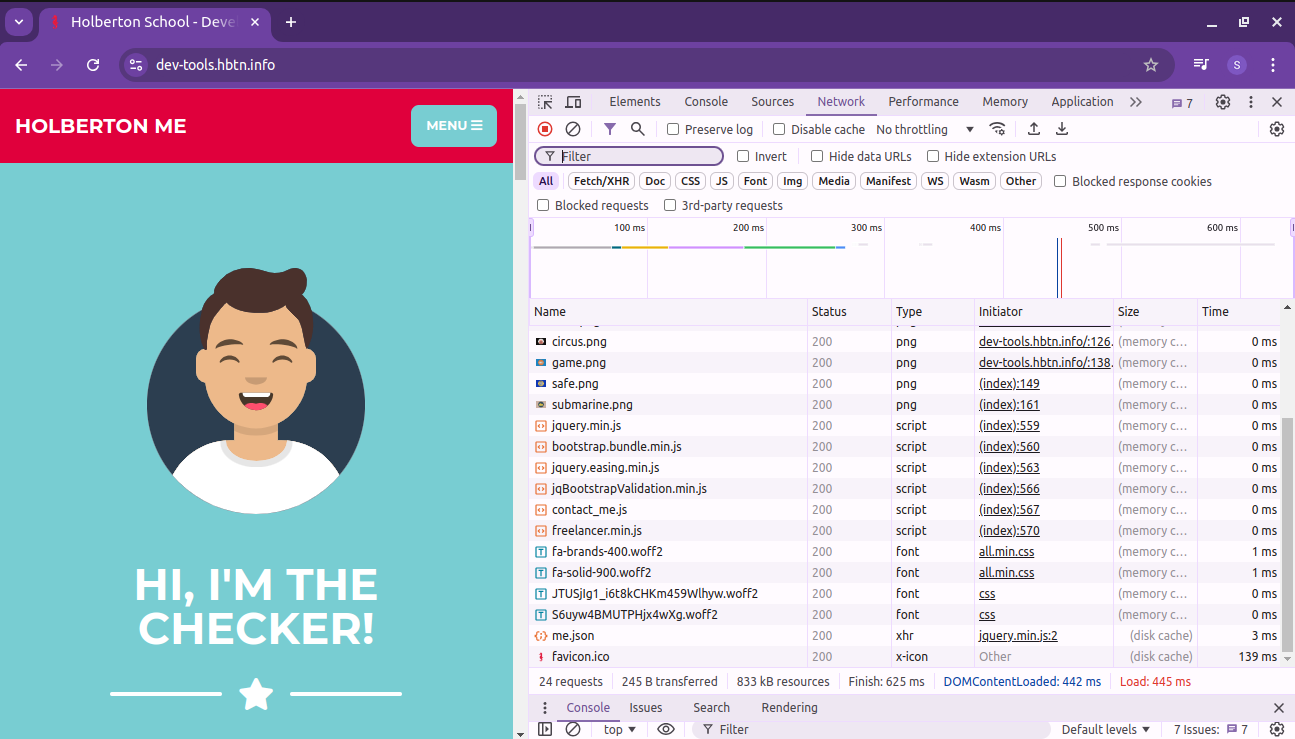 Holberton School - Deve
dev-tools.hbtn.info
S
HOLBERTON ME
MENU
HI, I'M THE
CHECKER!
Elements Console Sources Network Performance Memory Application 7
Preserve log Disable cache No throttling
Filter Invert Hide data URLs Hide extension URLs
All Fetch/XHR Doc CSS JS Font Img Media Manifest WS Wasm Other Blocked response cookies
Blocked requests 3rd-party requests
100 ms 200 ms 300 ms 400 ms 500 ms 600 ms
Name Status Type Initiator Size Time
circus.png 200 png dev-tools.hbtn.info/:126 (memory c... 0 ms
game.png 200 png dev-tools.hbtn.info/:138 (memory c... 0 ms
safe.png 200 png (index):149 (memory c... 0 ms
submarine.png 200 png (index):161 (memory c... 0 ms
jquery.min.js 200 script (index):559 (memory c... 0 ms
bootstrap.bundle.min.js 200 script (index):560 (memory c... 0 ms
jquery.easing.min.js 200 script (index):563 (memory c... 0 ms
jqBootstrapValidation.min.js 200 script (index):566 (memory c... 0 ms
contact_me.js 200 script (index):567 (memory c... 0 ms
freelancer.min.js 200 script (index):570 (memory c... 0 ms
fa-brands-400.woff2 200 font all.min.css (memory c... 1 ms
fa-solid-900.woff2 200 font all.min.css (memory c... 1 ms
JTUSjIg1_i6t8kCHKm459Wlhyw.woff2 200 font css (memory c... 0 ms
S6uyw4BMUTPHjx4wXg.woff2 200 font css (memory c... 0 ms
me.json 200 xhr jquery.min.js:2 (disk cache) 3 ms
favicon.ico 200 x-icon Other (disk cache) 139 ms
24 requests 245 B transferred 833 kB resources Finish: 625 ms DOMContentLoaded: 442 ms Load: 445 ms
Console Issues Search Rendering
top Filter Default levels 7 Issues: 7